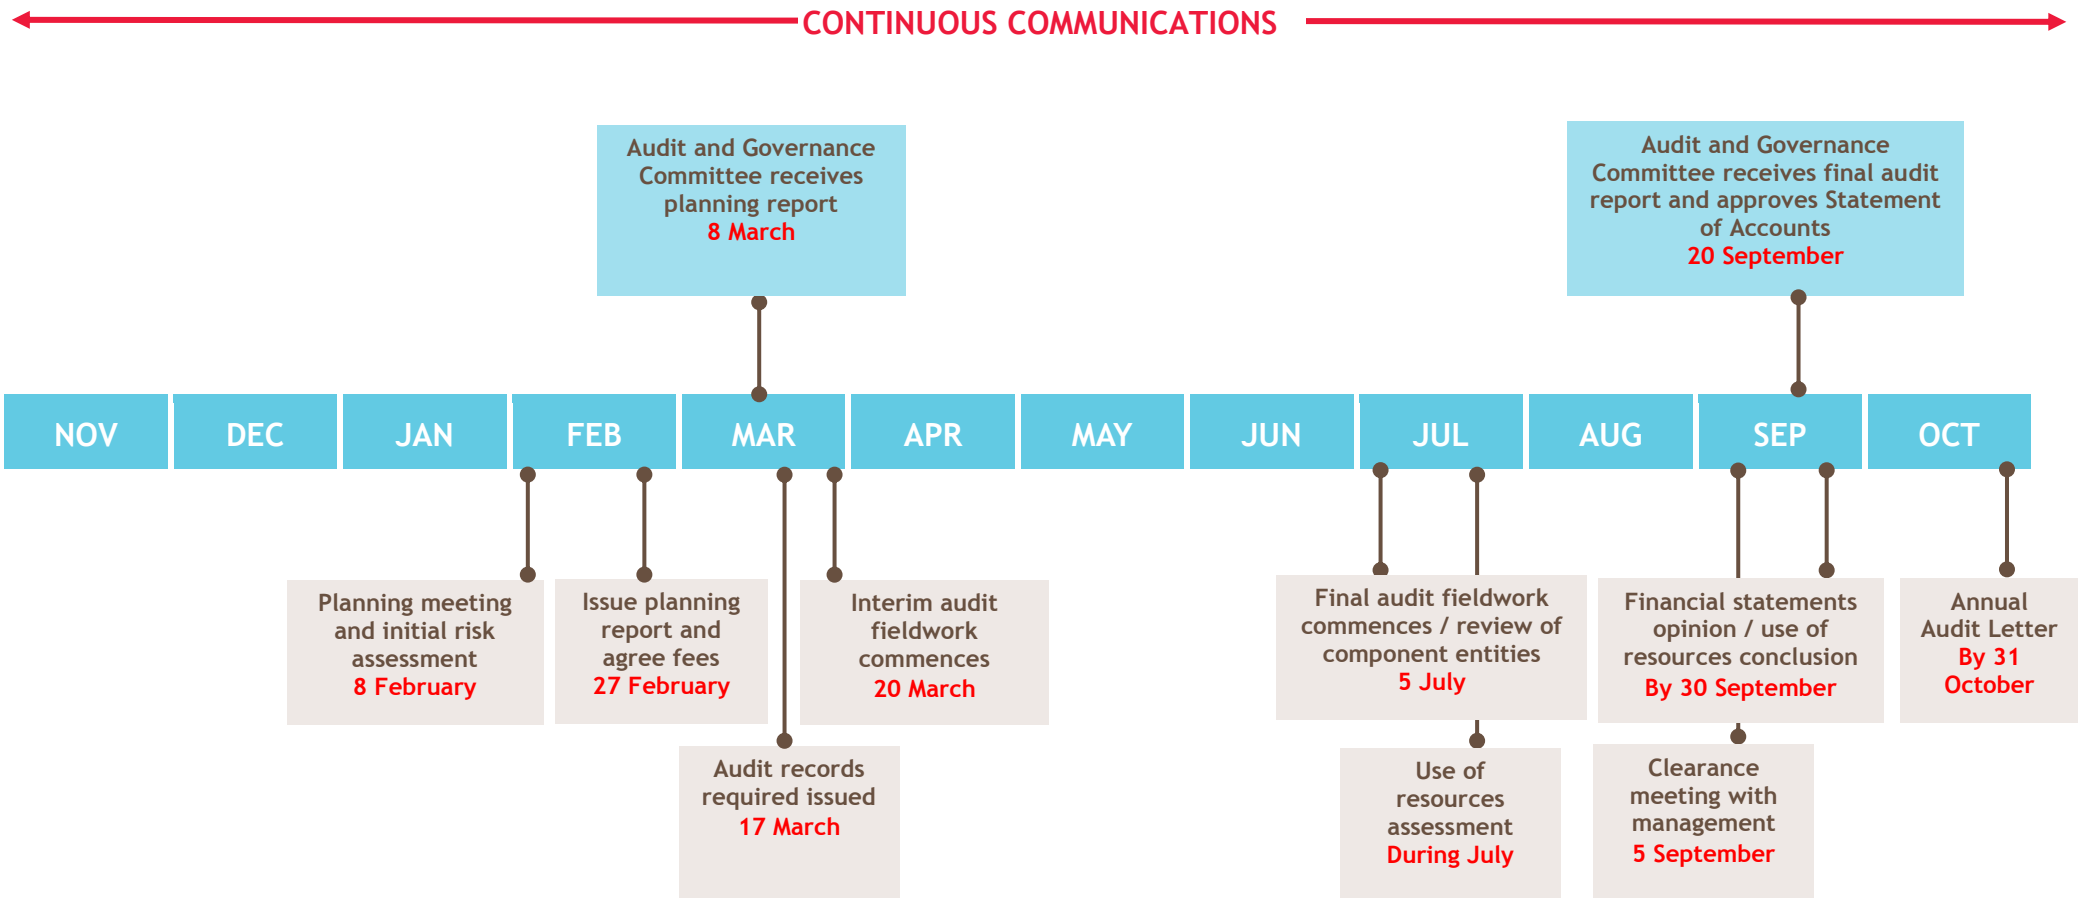 CONTINUOUS COMMUNICATIONS
Audit and Governance
Committee receives
planning report
8 March
Audit and Governance
Committee receives final audit
report and approves Statement
of Accounts
20 September
NOV
DEC
JAN
FEB
MAR
APR
MAY
JUN
JUL
AUG
SEP
OCT
Planning meeting
and initial risk
assessment
8 February
Issue planning
report and
agree fees
27 February
Interim audit
fieldwork
commences
20 March
Final audit fieldwork
commences / review of
component entities
5 July
Financial statements
opinion / use of
resources conclusion
By 30 September
Annual
Audit Letter
By 31
October
Audit records
required issued
17 March
Use of
resources
assessment
During July
Clearance
meeting with
management
5 September